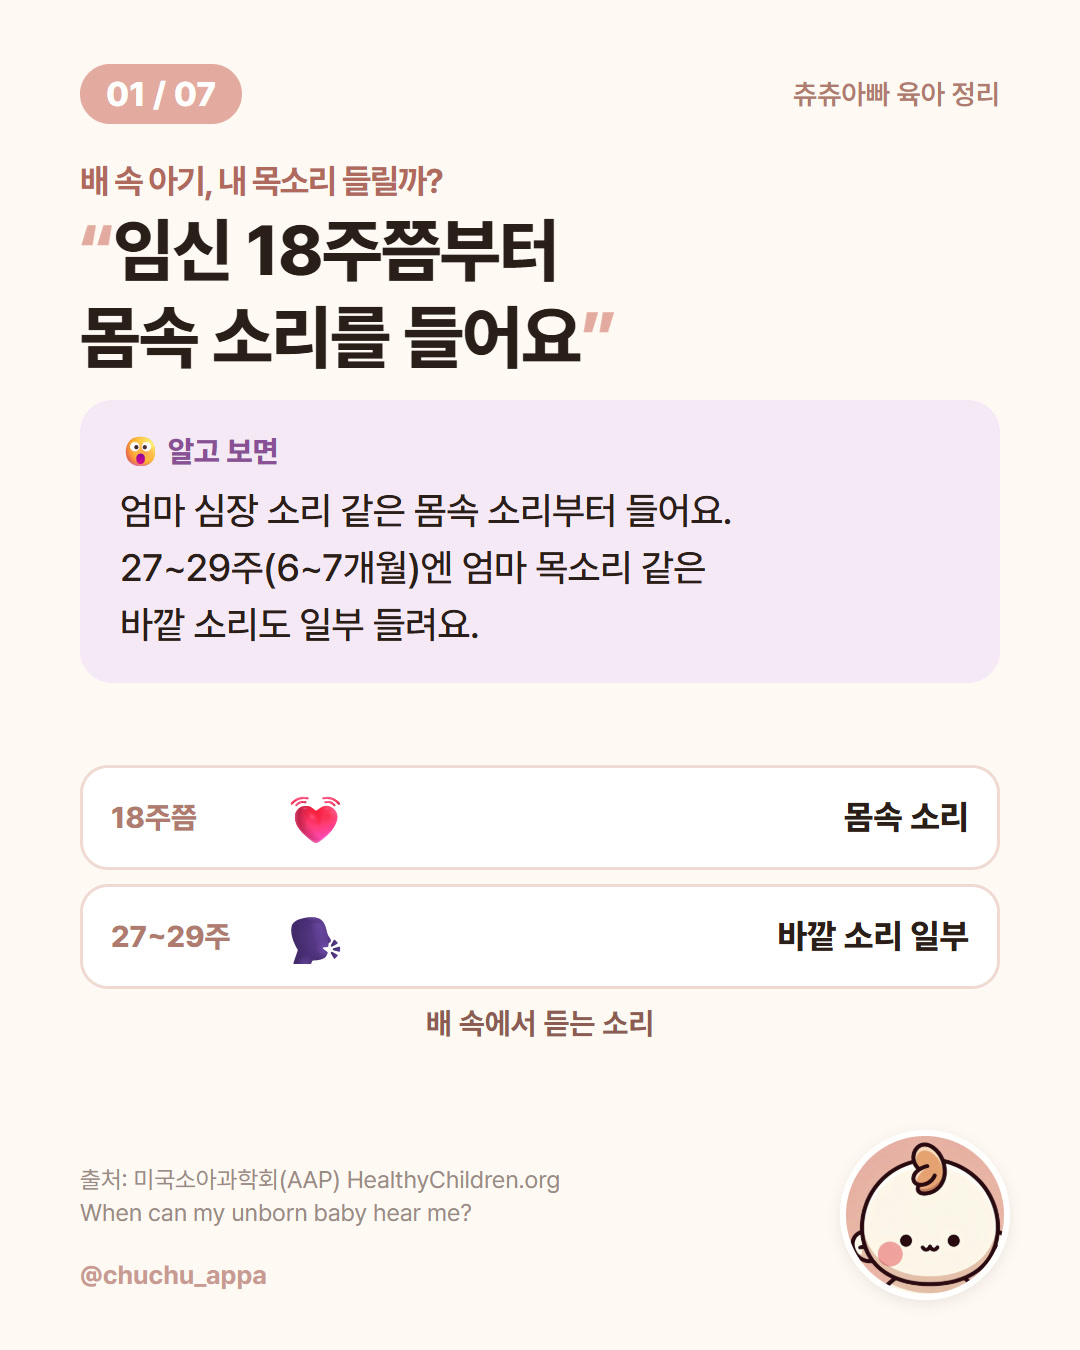 01 / 07
츄츄아빠 육아 정리
배 속 아기, 내 목소리 들릴까?
“임신 18주쯤부터
몸속 소리를 들어요”
알고 보면
엄마 심장 소리 같은 몸속 소리부터 들어요.
27~29주(6~7개월)엔 엄마 목소리 같은
바깥 소리도 일부 들려요.
18주쯤
몸속 소리
27~29주
바깥 소리 일부
배 속에서 듣는 소리
출처: 미국소아과학회(AAP) HealthyChildren.org
When can my unborn baby hear me?
@chuchu_appa